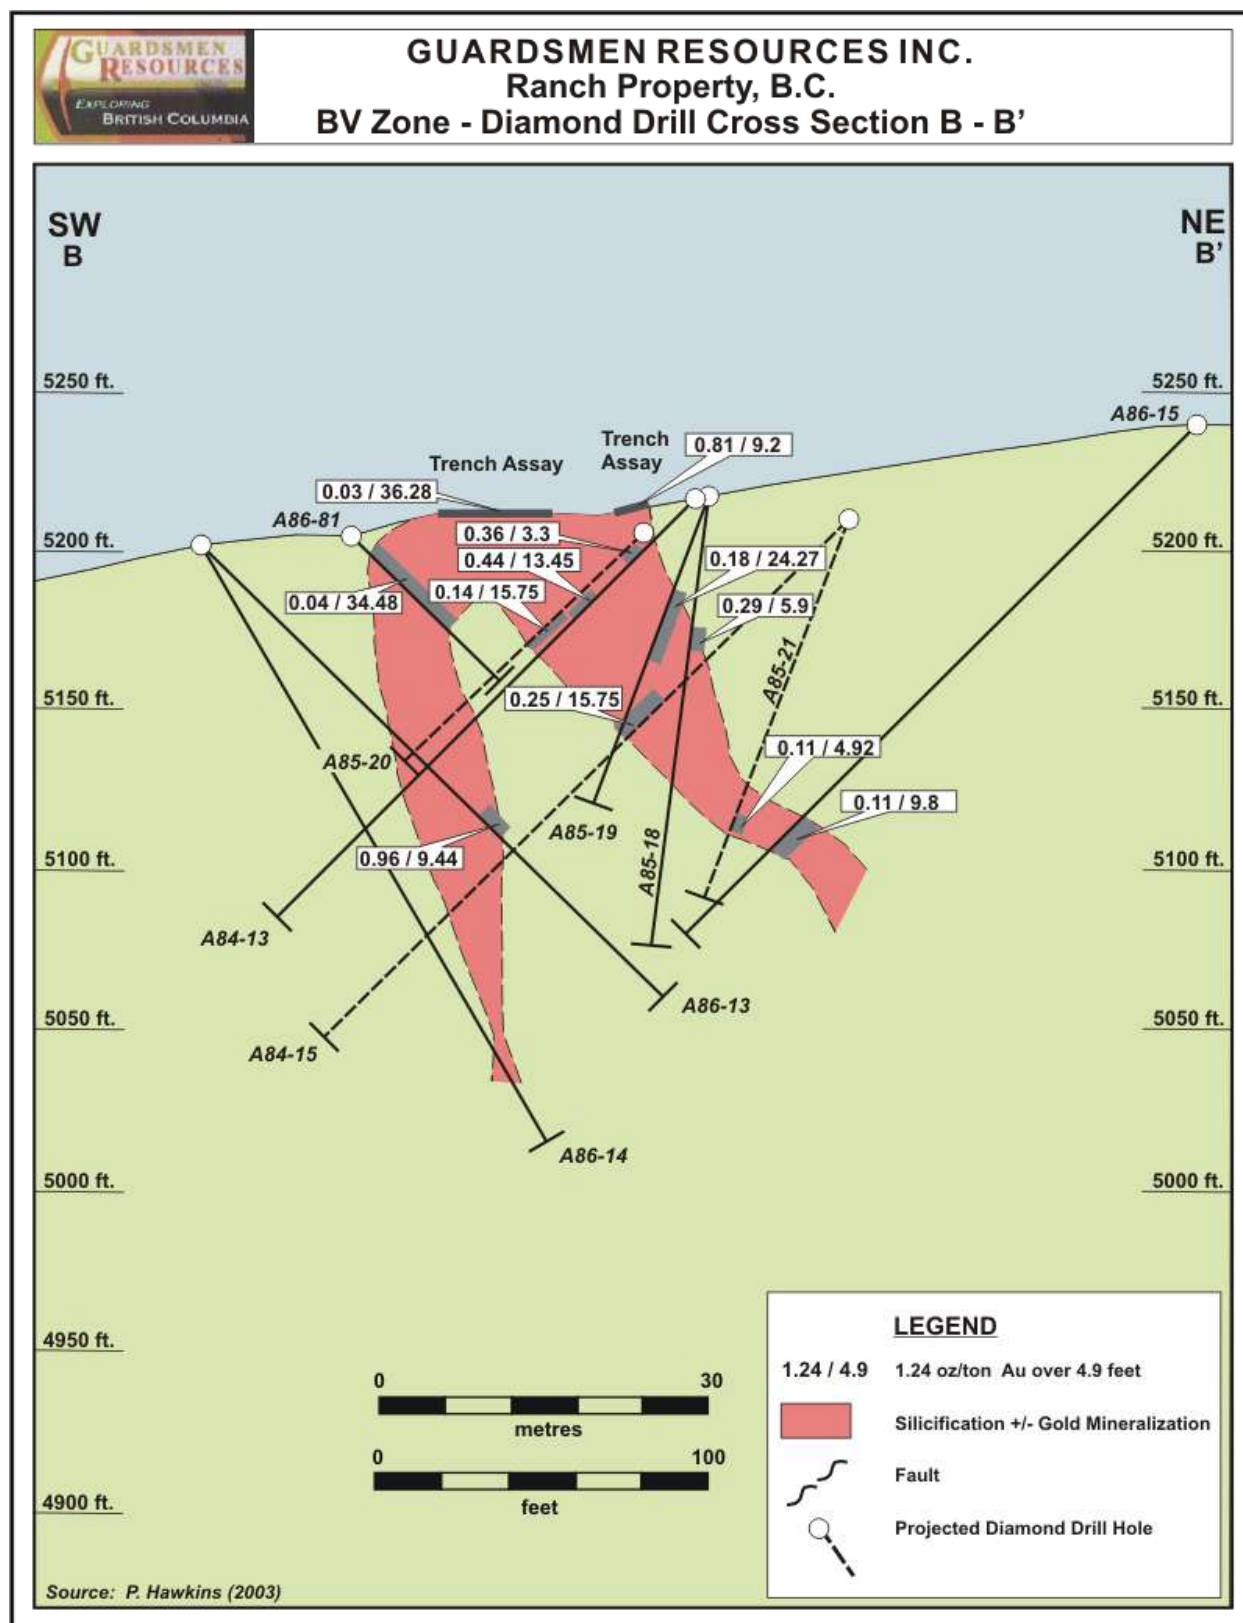 GUARDSMEN
RESOURCES
EXPLORING
BRITISH COLUMBIA
GUARDSMEN RESOURCES INC.
Ranch Property, B.C.
BV Zone - Diamond Drill Cross Section B - B’
SW
B
NE
B’
5250 ft.
5250 ft.
A86-15
Trench
Assay
0.81 / 9.2
Trench Assay
0.03 / 36.28
A86-81
0.36 / 3.3
5200 ft.
5200 ft.
0.44 / 13.45
0.18 / 24.27
0.14 / 15.75
0.04 / 34.48
0.29 / 5.9
A85-21
0.25 / 15.75
5150 ft.
5150 ft.
0.11 / 4.92
A85-20
0.11 / 9.8
A85-19
A85-18
0.96 / 9.44
5100 ft.
5100 ft.
A84-13
A86-13
5050 ft.
5050 ft.
A84-15
A86-14
5000 ft.
5000 ft.
4950 ft.
4900 ft.
0 30
metres
0 100
feet
LEGEND
1.24 / 4.9 1.24 oz/ton Au over 4.9 feet
Silicification +/- Gold Mineralization
Fault
Projected Diamond Drill Hole
Source: P. Hawkins (2003)